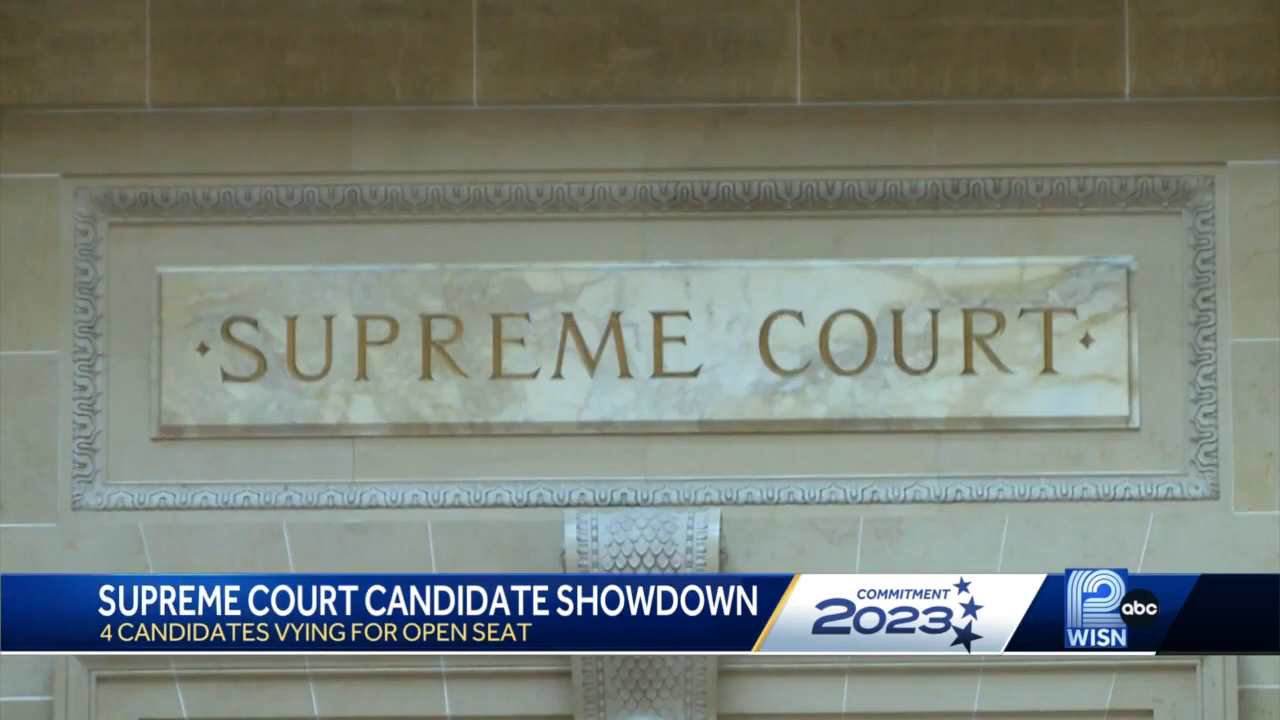 · SUPREME COURT ·
SUPREME COURT CANDIDATE SHOWDOWN
4 CANDIDATES VYING FOR OPEN SEAT
COMMITMENT
2023
12
WISN
abc